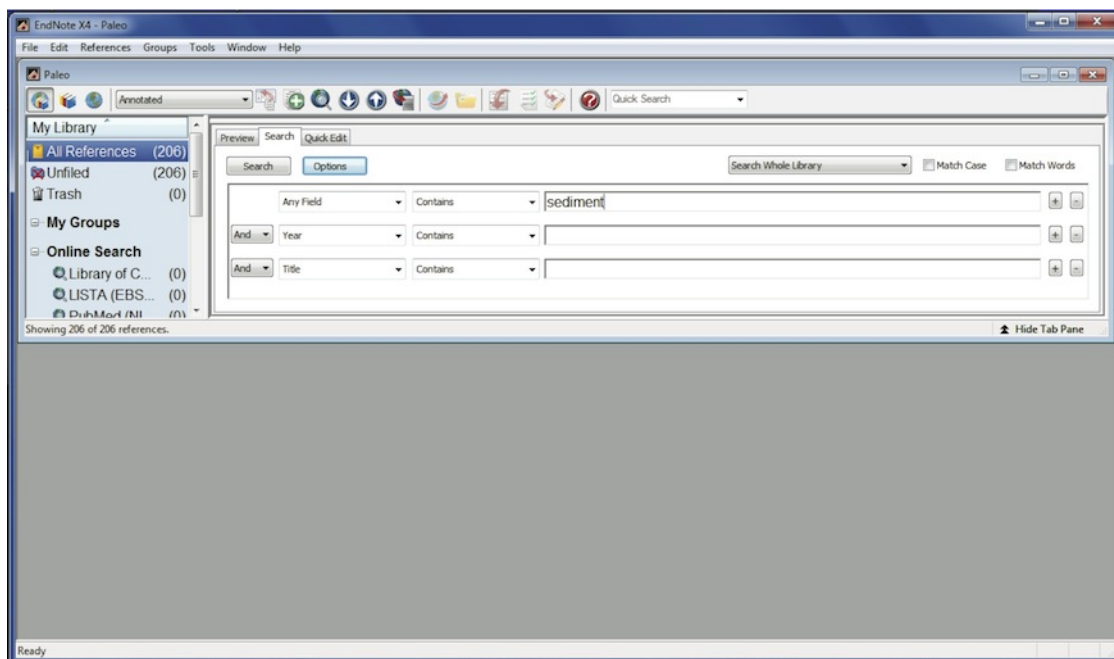 EndNote X4 - Paleo
File Edit References Groups Tools Window Help
Paleo
Annotated Quick Search
My Library
All References (206)
Unfiled (206)
Trash (0)
My Groups
Online Search
Library of C... (0)
LISTA (EBS... (0)
PubMed (NI (0)
Preview Search Quick Edit
Search Options Search Whole Library Match Case Match Words
Any Field Contains sediment + -
And Year Contains + -
And Title Contains + -
Showing 206 of 206 references. Hide Tab Pane
Ready